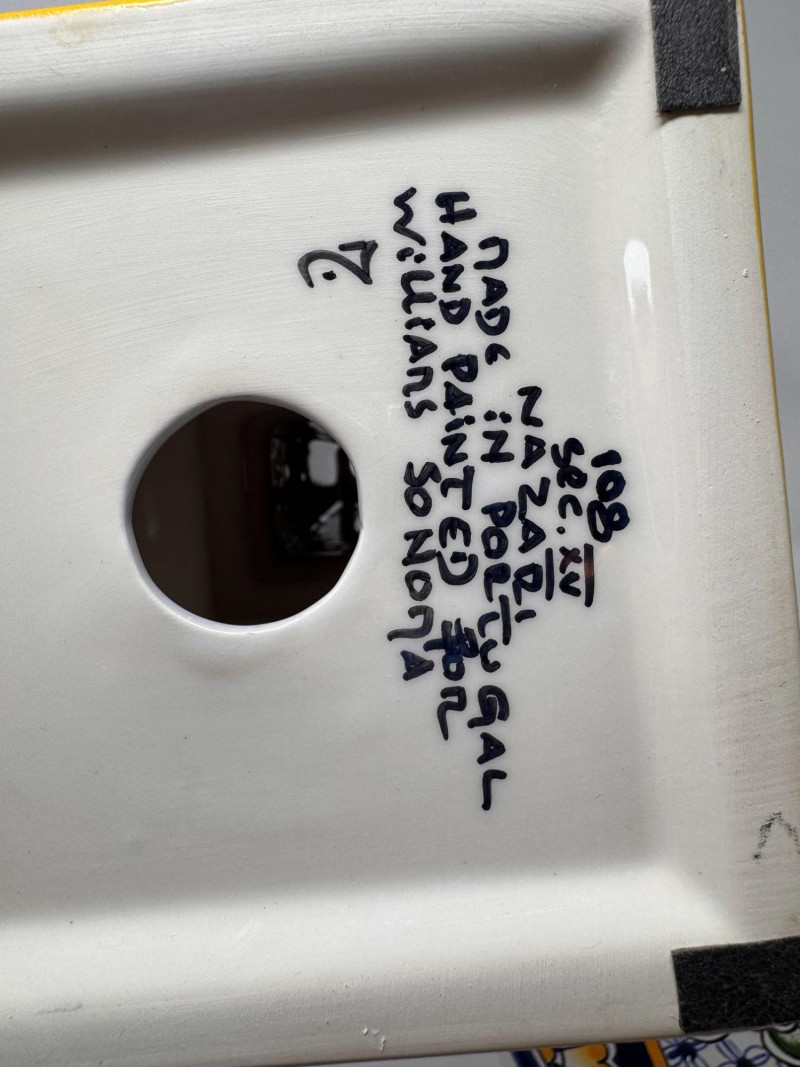 108
SEC. XV
NAZARI
MADE IN PORTUGAL
HAND PAINTED FOR
WiLLIAMS SONOMA